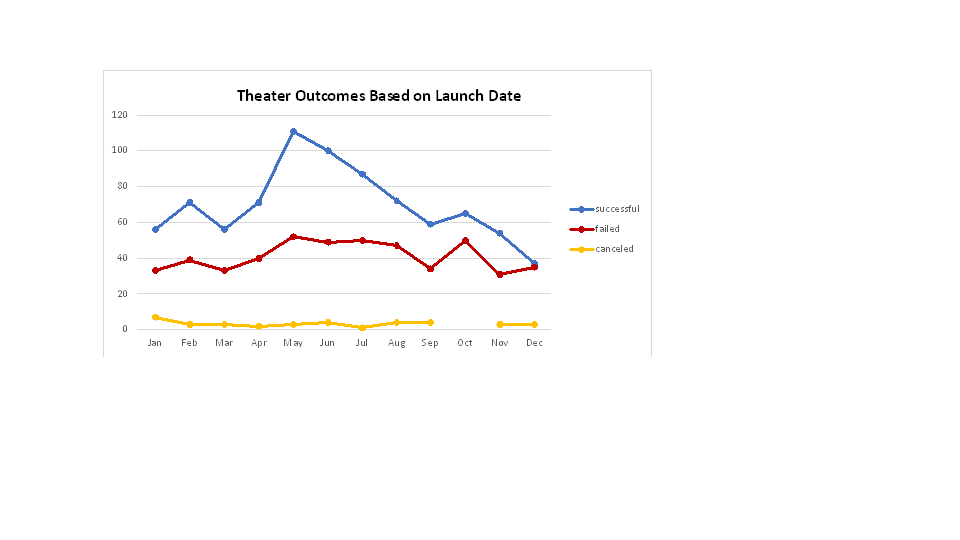 Theater Outcomes Based on Launch Date
120
100
80
60
40
20
0
Jan Feb Mar Apr May Jun Jul Aug Sep Oct Nov Dec
successful
failed
canceled